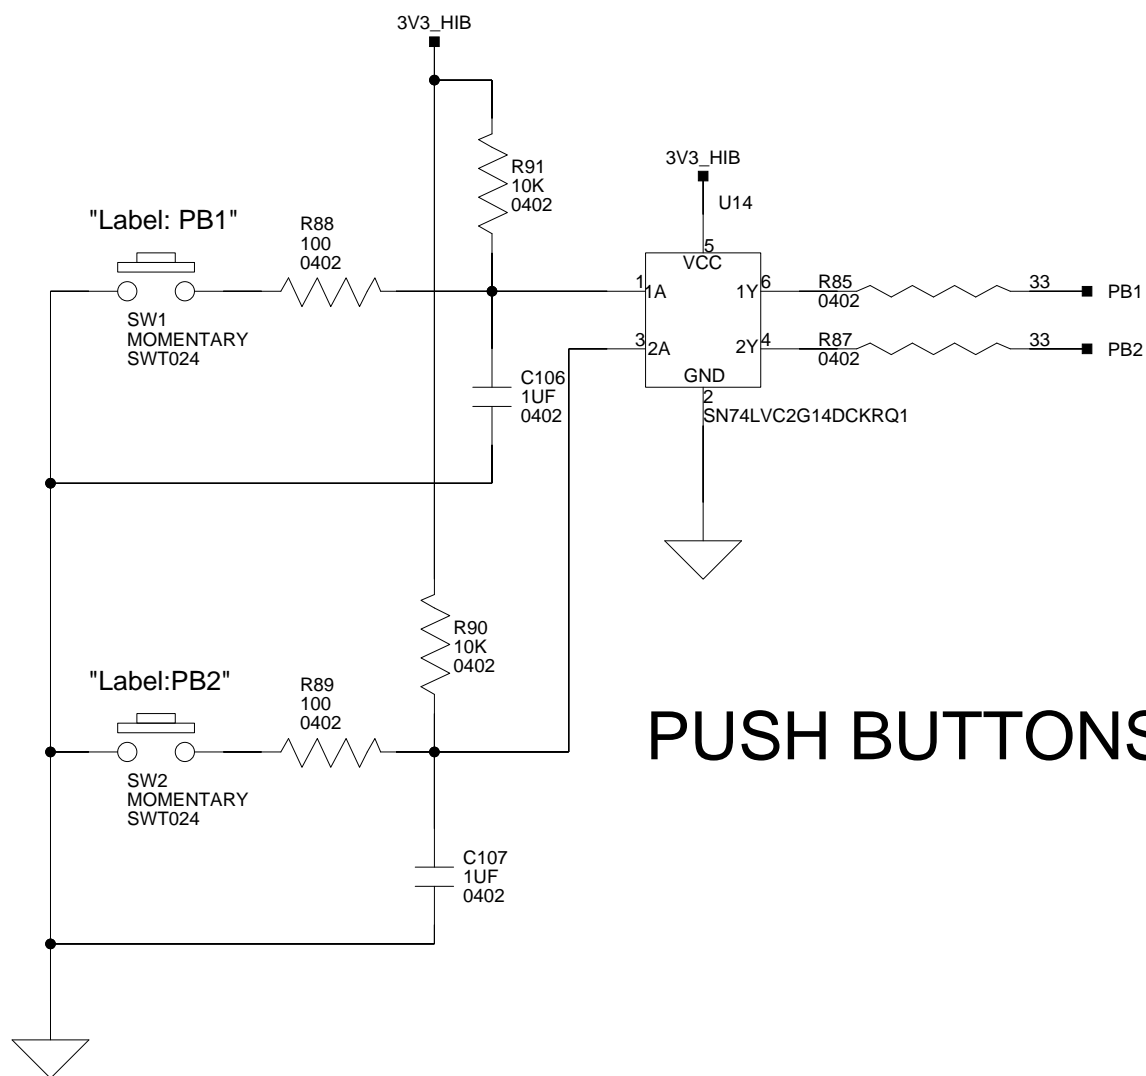 3V3_HIB
R91
10K
0402
3V3_HIB
U14
"Label: PB1"
R88
100
0402
SW1
MOMENTARY
SWT024
C106
1UF
0402
5
VCC
1
1A
1Y
6
3
2A
2Y
4
GND
2
SN74LVC2G14DCKRQ1
R85
0402
33
PB1
R87
0402
33
PB2
R90
10K
0402
"Label:PB2"
R89
100
0402
SW2
MOMENTARY
SWT024
C107
1UF
0402
PUSH BUTTONS